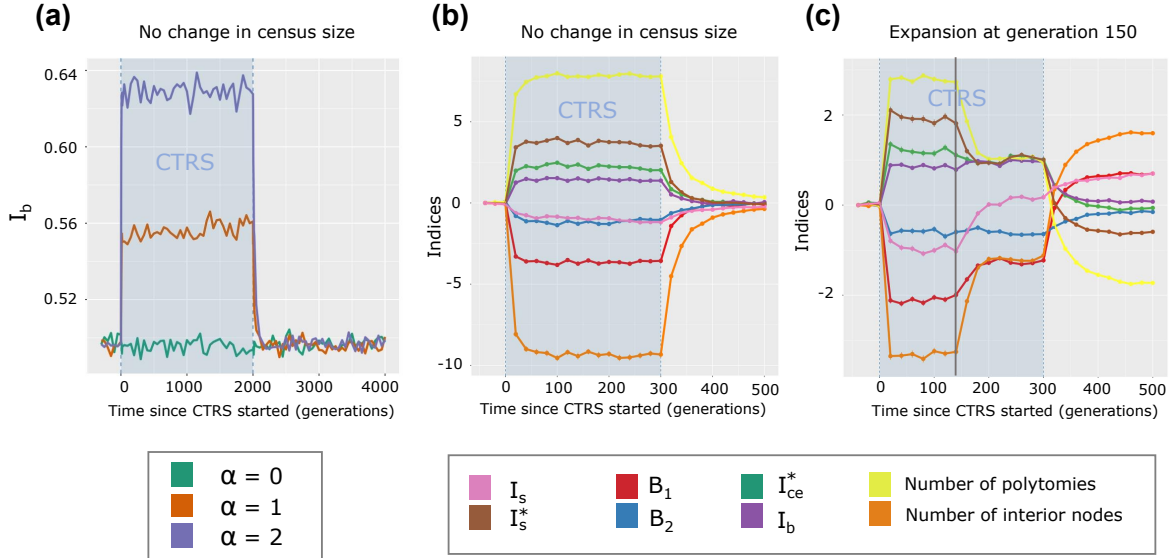 (a)
No change in census size
I_b
0.64
0.60
0.56
0.52
CTRS
0 1000 2000 3000 4000
Time since CTRS started (generations)
α = 0
α = 1
α = 2
(b)
No change in census size
Indices
5
0
-5
-10
CTRS
0 100 200 300 400 500
Time since CTRS started (generations)
(c)
Expansion at generation 150
Indices
2
0
-2
CTRS
0 100 200 300 400 500
Time since CTRS started (generations)
I_s B_1 I*_ce Number of polytomies
I*_s B_2 I_b Number of interior nodes